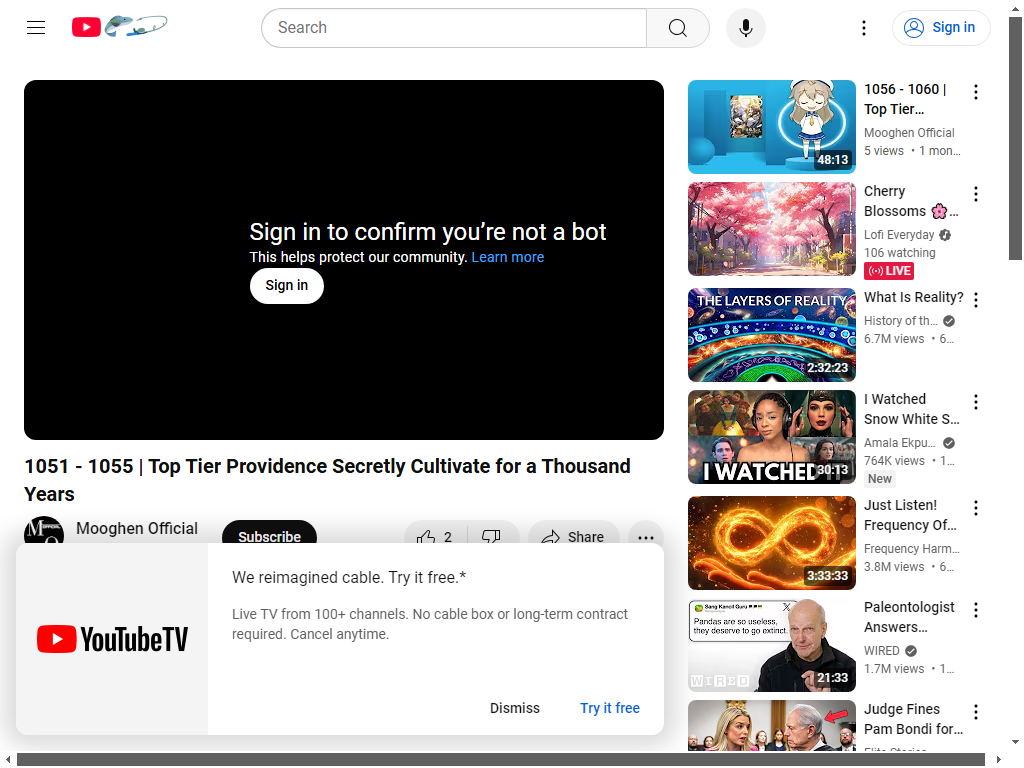 Search
Sign in
Sign in to confirm you’re not a bot
This helps protect our community. Learn more
Sign in
1051 - 1055 | Top Tier Providence Secretly Cultivate for a Thousand
Years
Mooghen Official
Subscribe
2
Share
YouTubeTV
We reimagined cable. Try it free.*
Live TV from 100+ channels. No cable box or long-term contract
required. Cancel anytime.
Dismiss
Try it free
48:13
1056 - 1060 |
Top Tier…
Mooghen Official
5 views • 1 mon…
Cherry
Blossoms 🌸…
Lofi Everyday
106 watching
LIVE
THE LAYERS OF REALITY
2:32:23
What Is Reality?
History of th…
6.7M views • 6…
I WATCHED
30:13
I Watched
Snow White S…
Amala Ekpu…
764K views • 1…
New
3:33:33
Just Listen!
Frequency Of…
Frequency Harm…
3.8M views • 6…
Sang Kancil Guru
Pandas are so useless,
they deserve to go extinct.
WIRED
21:33
Paleontologist
Answers…
WIRED
1.7M views • 1…
Judge Fines
Pam Bondi for…